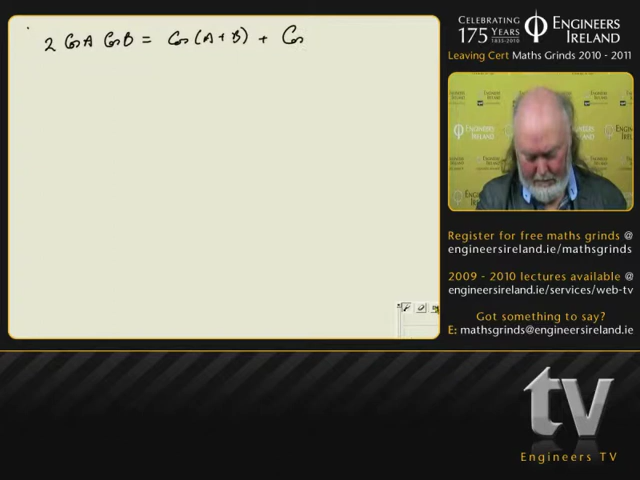 2 Cos A Cos B = Cos (A + B) + Cos
CELEBRATING
175 YEARS
1835-2010
ENGINEERS
IRELAND
Leaving Cert Maths Grinds 2010 - 2011
Register for free maths grinds @
engineersireland.ie/mathsgrinds
2009 - 2010 lectures available @
engineersireland.ie/services/web-tv
Got something to say?
E: mathsgrinds@engineersireland.ie
tv
Engineers TV